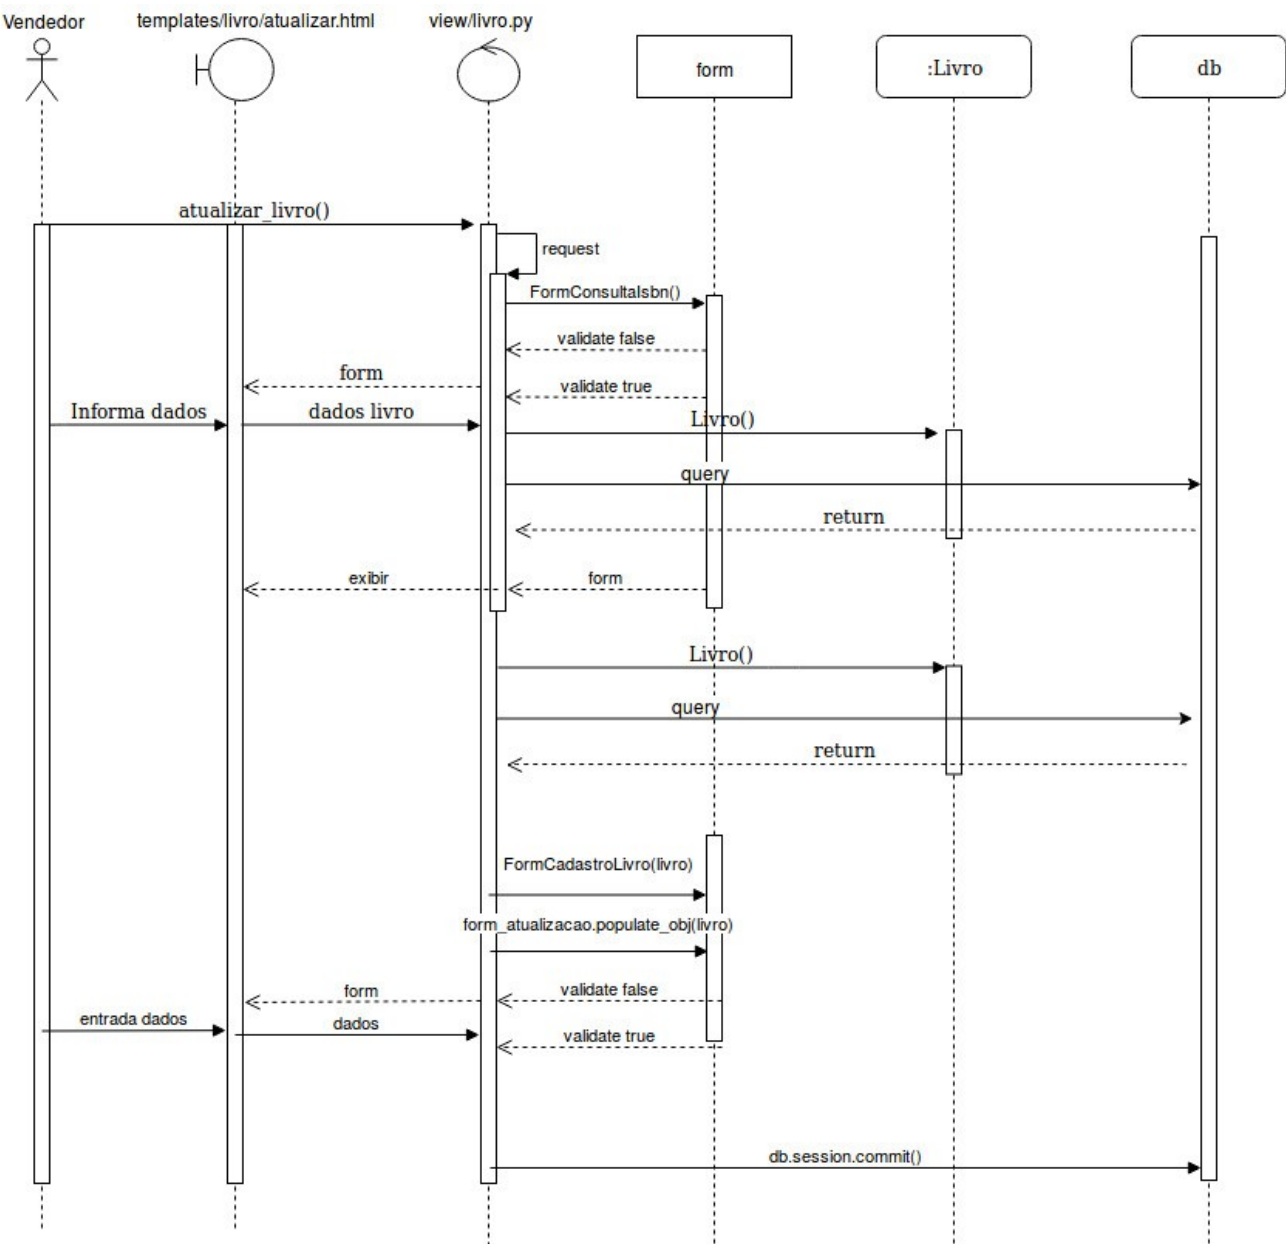 Vendedor
templates/livro/atualizar.html
view/livro.py
form
:Livro
db
atualizar_livro()
request
FormConsultaIsbn()
validate false
form
validate true
Informa dados
dados livro
Livro()
query
return
exibir
form
Livro()
query
return
FormCadastroLivro(livro)
form_atualizacao.populate_obj(livro)
form
validate false
entrada dados
dados
validate true
db.session.commit()